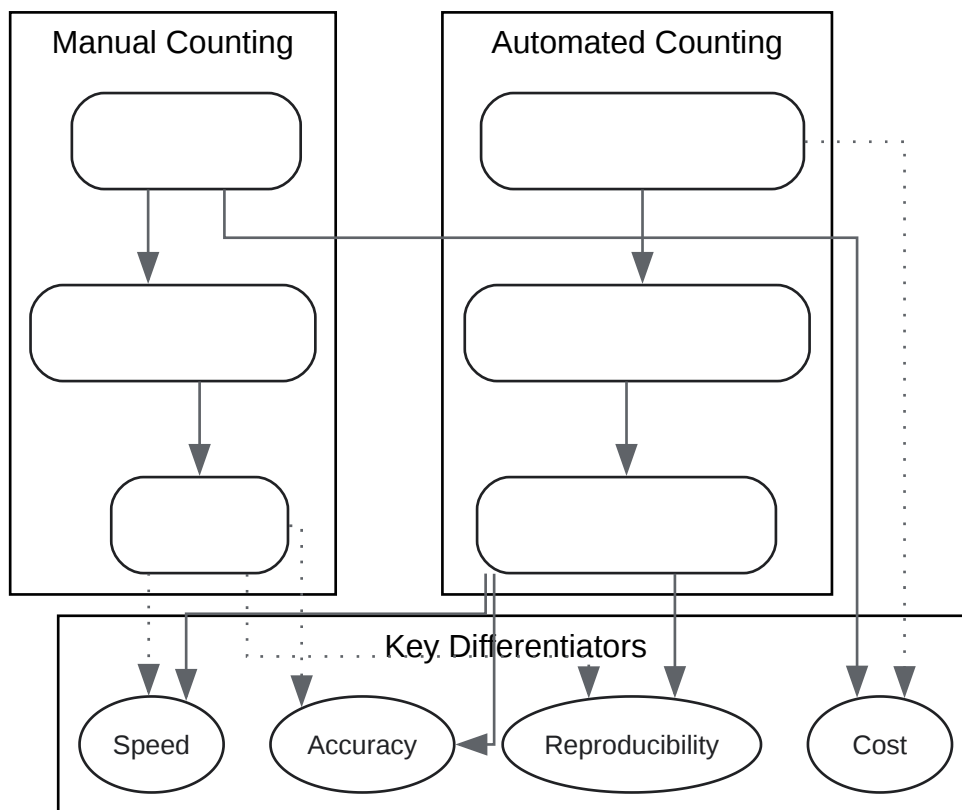 Manual Counting
Automated Counting
Key Differentiators
Speed
Accuracy
Reproducibility
Cost